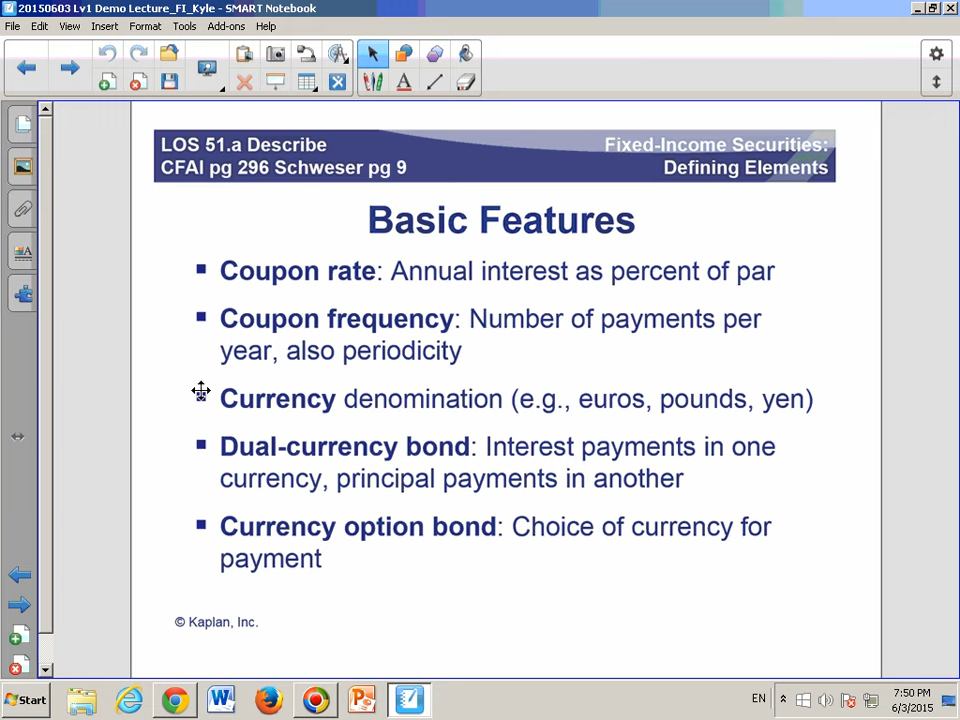 20150603 Lv1 Demo Lecture_FI_Kyle - SMART Notebook
File Edit View Insert Format Tools Add-ons Help
LOS 51.a Describe
CFAI pg 296 Schweser pg 9
Fixed-Income Securities:
Defining Elements
Basic Features
Coupon rate: Annual interest as percent of par
Coupon frequency: Number of payments per
year, also periodicity
Currency denomination (e.g., euros, pounds, yen)
Dual-currency bond: Interest payments in one
currency, principal payments in another
Currency option bond: Choice of currency for
payment
© Kaplan, Inc.
Start
EN
7:50 PM
6/3/2015